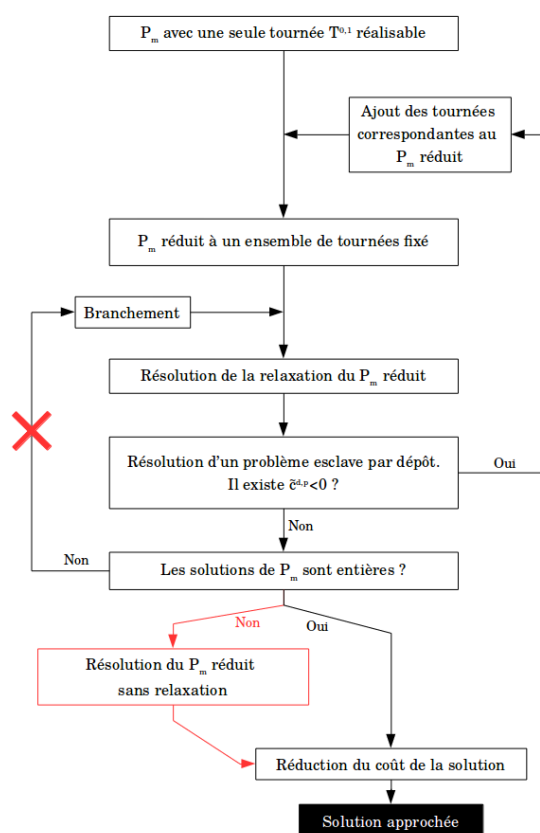 Pm avec une seule tournée T0,1 réalisable
Ajout des tournées
correspondantes au
Pm réduit
Pm réduit à un ensemble de tournées fixé
Branchement
Résolution de la relaxation du Pm réduit
Résolution d'un problème esclave par dépôt.
Il existe c̃d,p<0 ?
Oui
Non
Non
Les solutions de Pm sont entières ?
Non
Oui
Résolution du Pm réduit
sans relaxation
Réduction du coût de la solution
Solution approchée